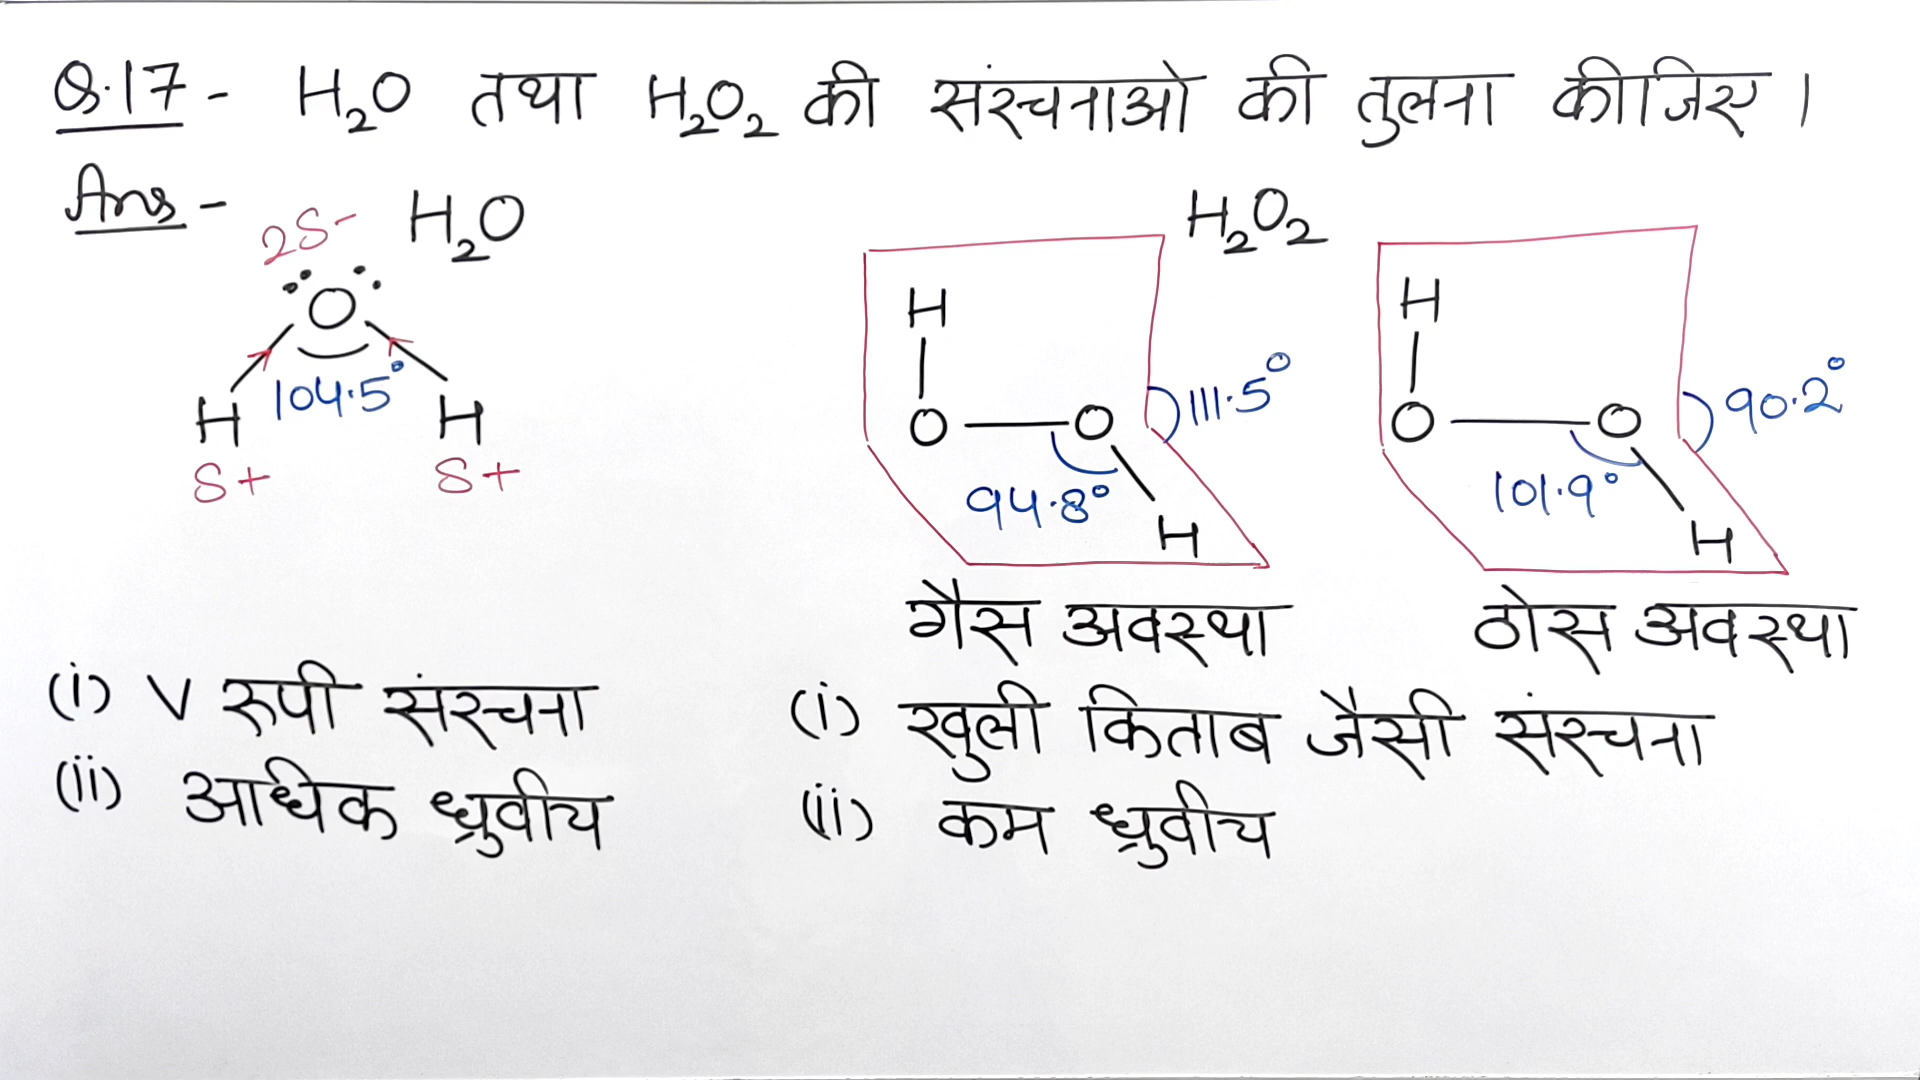 Q.17 - H₂O तथा H₂O₂ की संरचनाओ की तुलना कीजिए ।
Ans -
H₂O
2δ-
O
104.5°
H H
δ+ δ+
H₂O₂
H
O O 111.5°
94.8°
H
गैस अवस्था
H
O O 90.2°
101.9°
H
ठोस अवस्था
(i) V रूपी संरचना
(ii) अधिक ध्रुवीय
(i) खुली किताब जैसी संरचना
(ii) कम ध्रुवीय